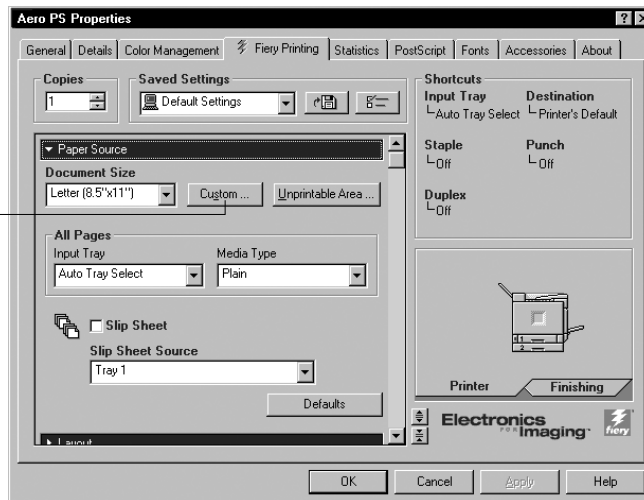 Aero PS Properties
General Details Color Management Fiery Printing Statistics PostScript Fonts Accessories About
Copies
1
Saved Settings
Default Settings
Paper Source
Document Size
Letter (8.5"x11")
Custom ...
Unprintable Area ...
All Pages
Input Tray
Auto Tray Select
Media Type
Plain
Slip Sheet
Slip Sheet Source
Tray 1
Defaults
Layout
Shortcuts
Input Tray
Auto Tray Select
Destination
Printer's Default
Staple
Off
Punch
Off
Duplex
Off
1
2
Printer
Finishing
Electronics
FOR Imaging
fiery
OK
Cancel
Apply
Help